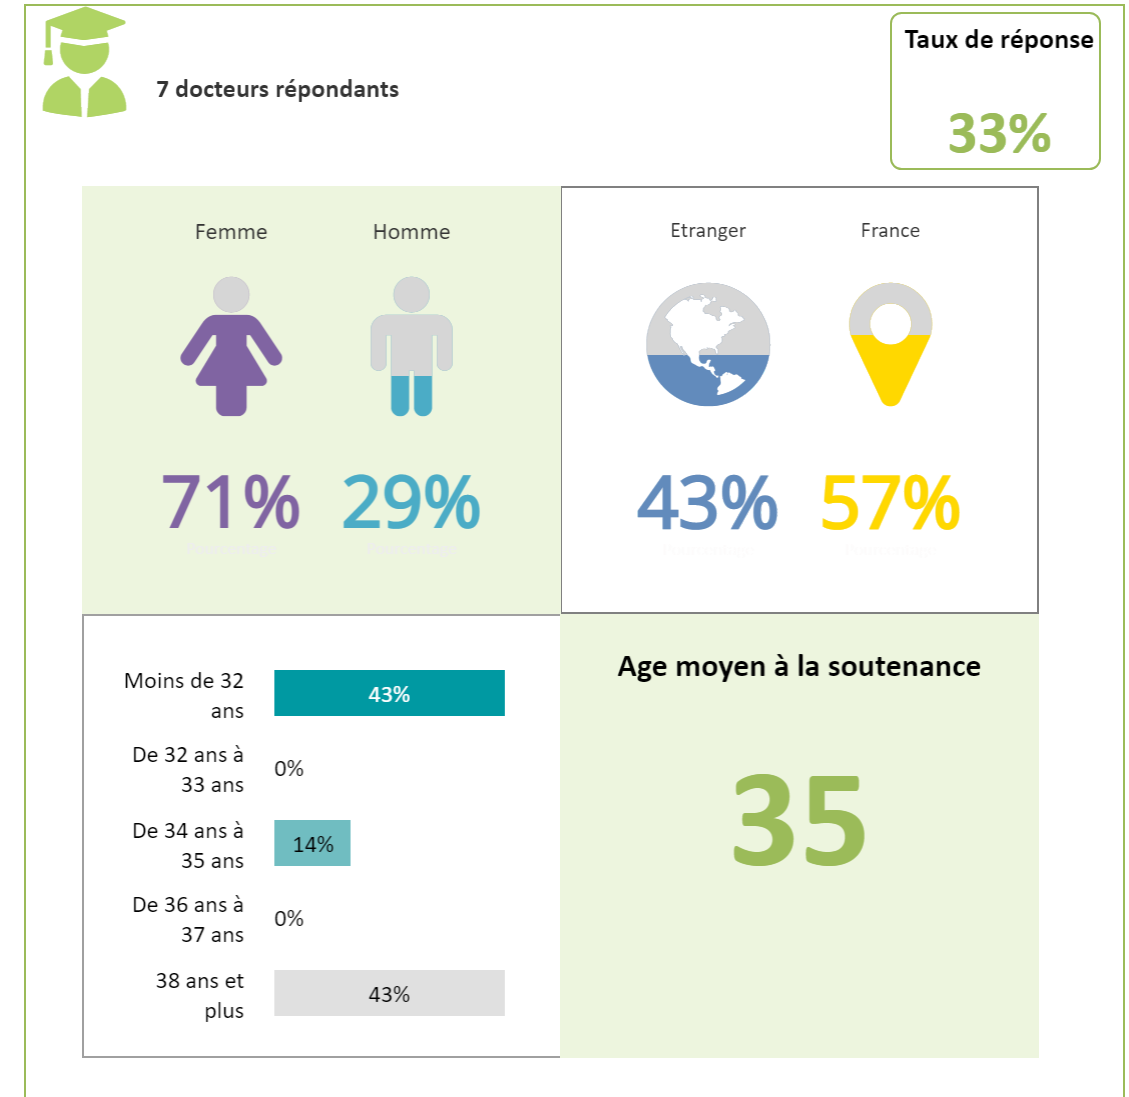 7 docteurs répondants
Taux de réponse
33%
Femme
Homme
71%
29%
Etranger
France
43%
57%
Moins de 32
ans
43%
De 32 ans à
33 ans
0%
De 34 ans à
35 ans
14%
De 36 ans à
37 ans
0%
38 ans et
plus
43%
Age moyen à la soutenance
35